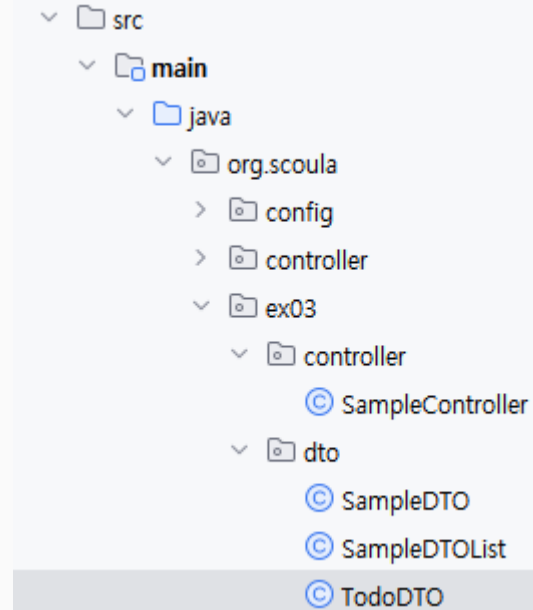 src
main
java
org.scoula
config
controller
ex03
controller
C SampleController
dto
C SampleDTO
C SampleDTOList
C TodoDTO